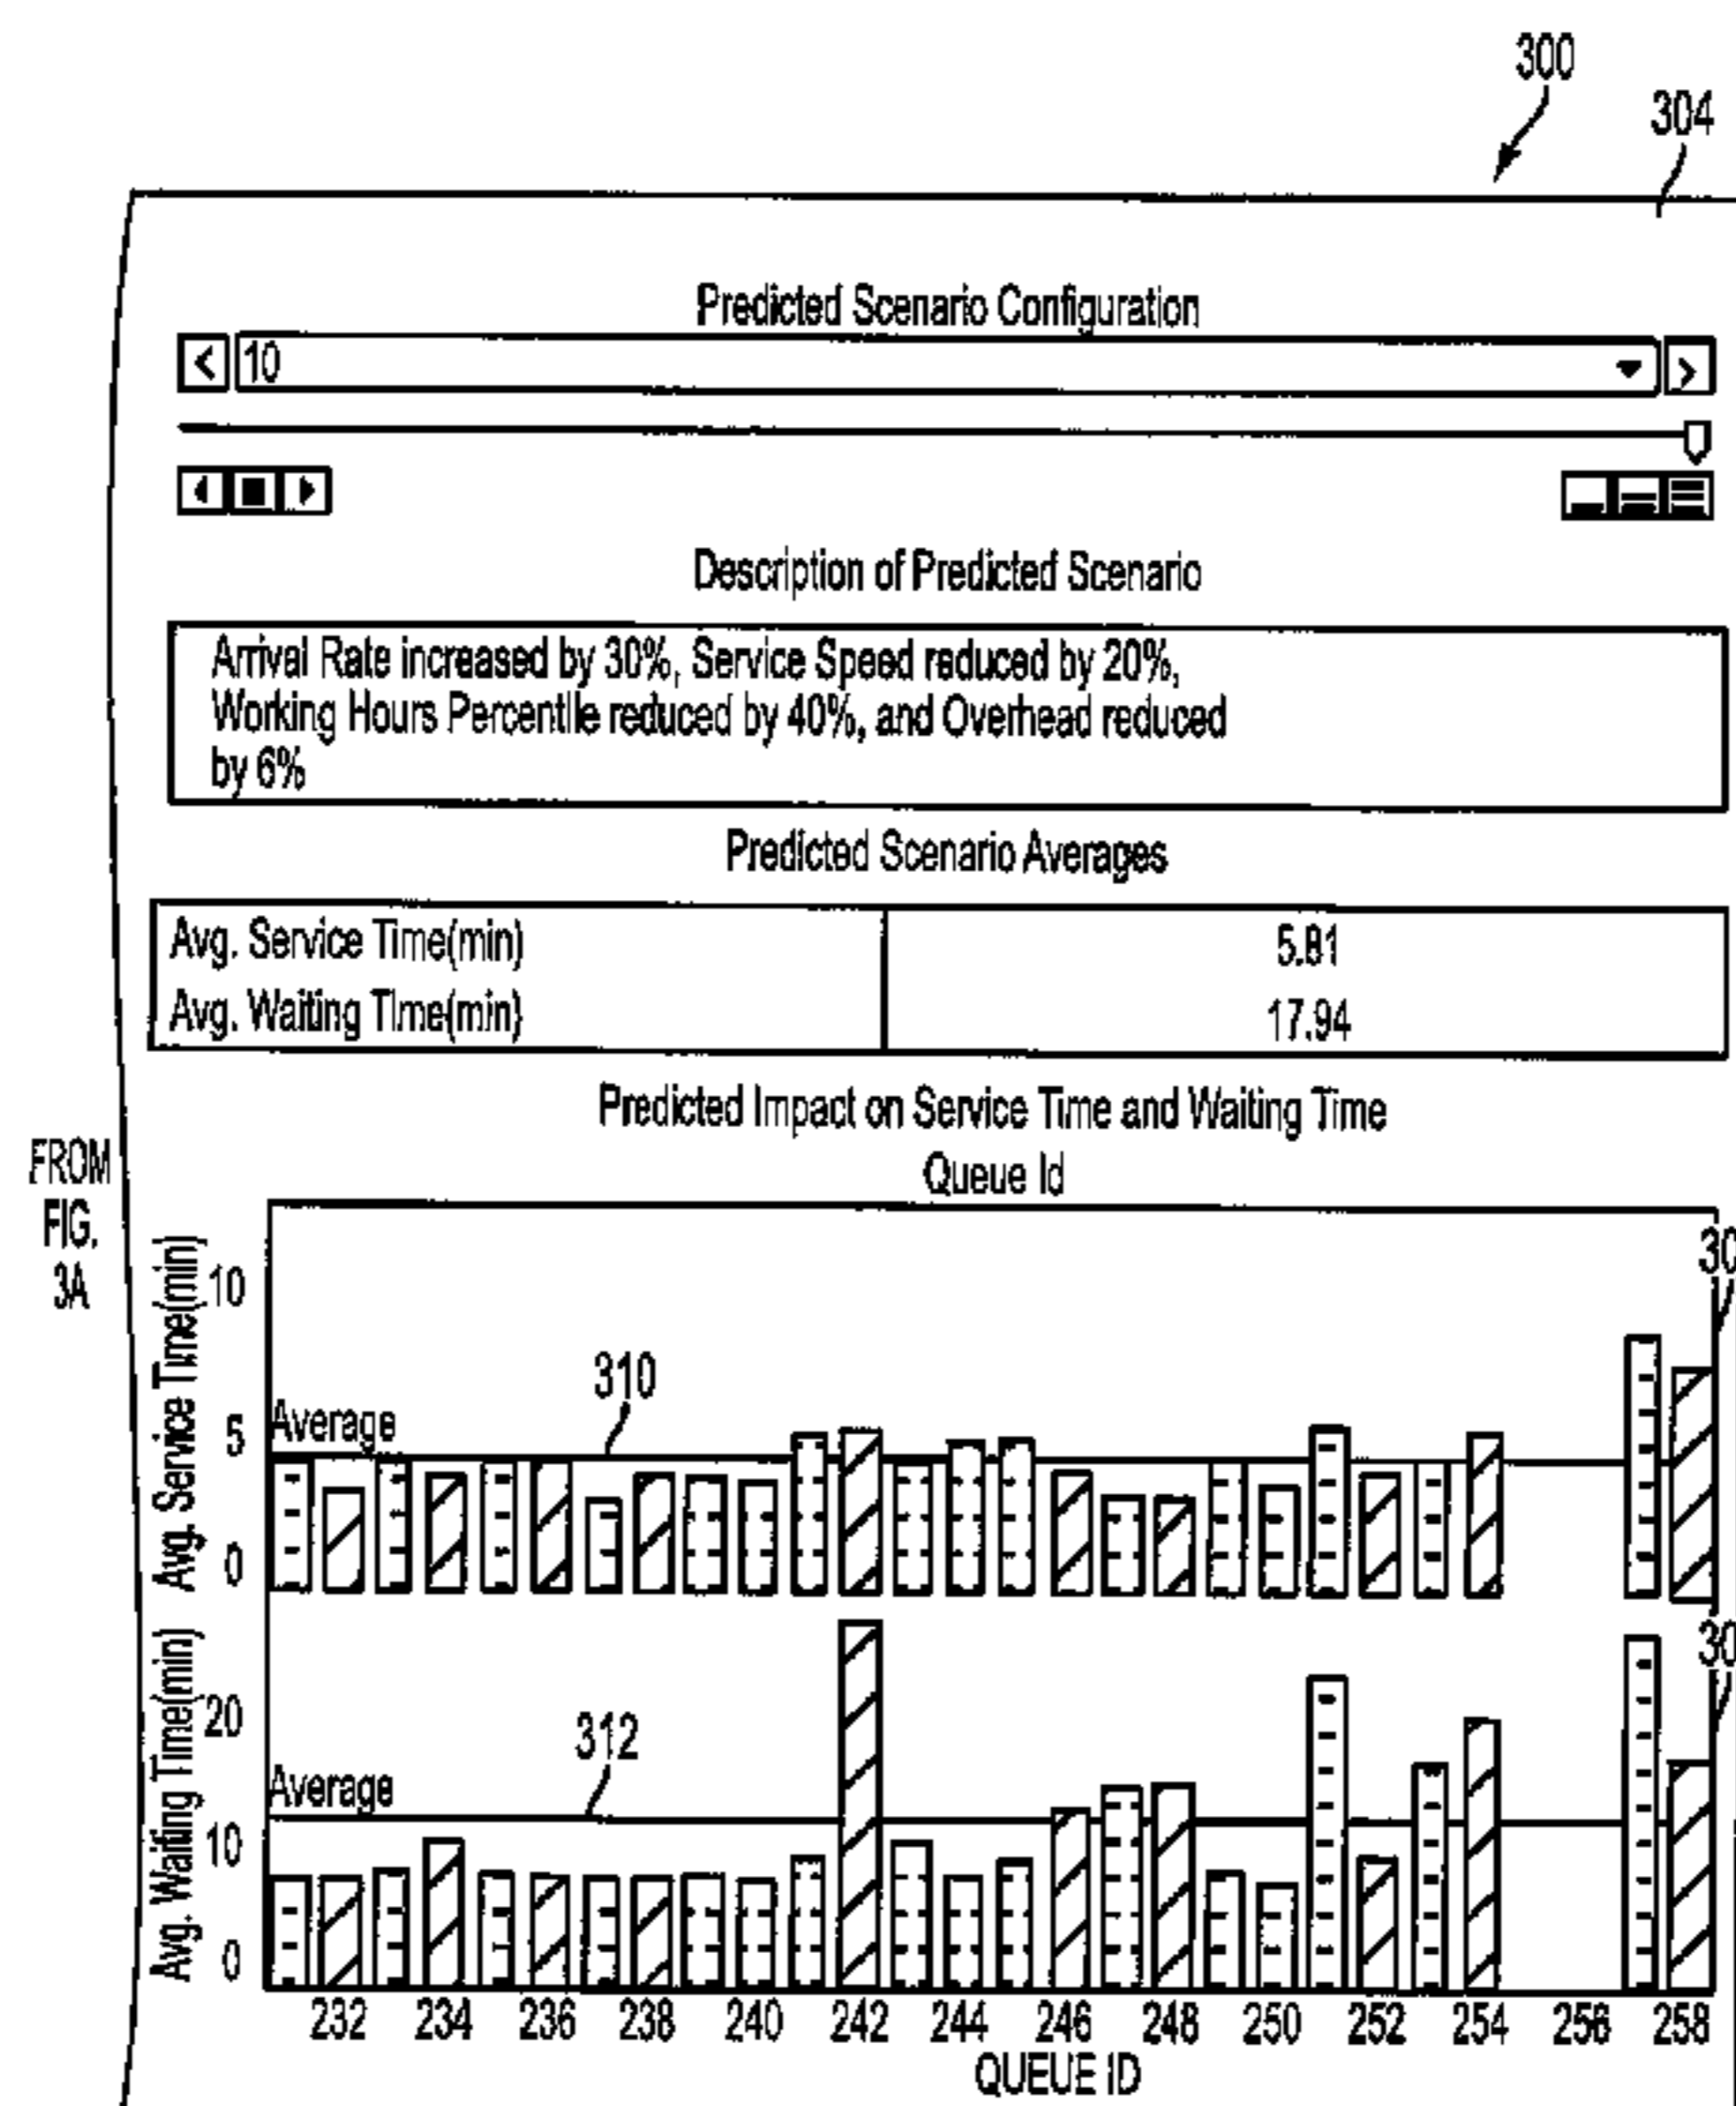 300
304
Predicted Scenario Configuration
< 10 >
Description of Predicted Scenario
Arrival Rate increased by 30%, Service Speed reduced by 20%,
Working Hours Percentile reduced by 40%, and Overhead reduced
by 6%
Predicted Scenario Averages
Avg. Service Time(min) 5.81
Avg. Waiting Time(min) 17.94
Predicted Impact on Service Time and Waiting Time
Queue Id
FROM
FIG.
3A
Avg. Service Time(min)
10
5
0
Average
310
30
Avg. Waiting Time(min)
20
10
0
Average
312
30
232 234 236 238 240 242 244 246 248 250 252 254 256 258
QUEUE ID